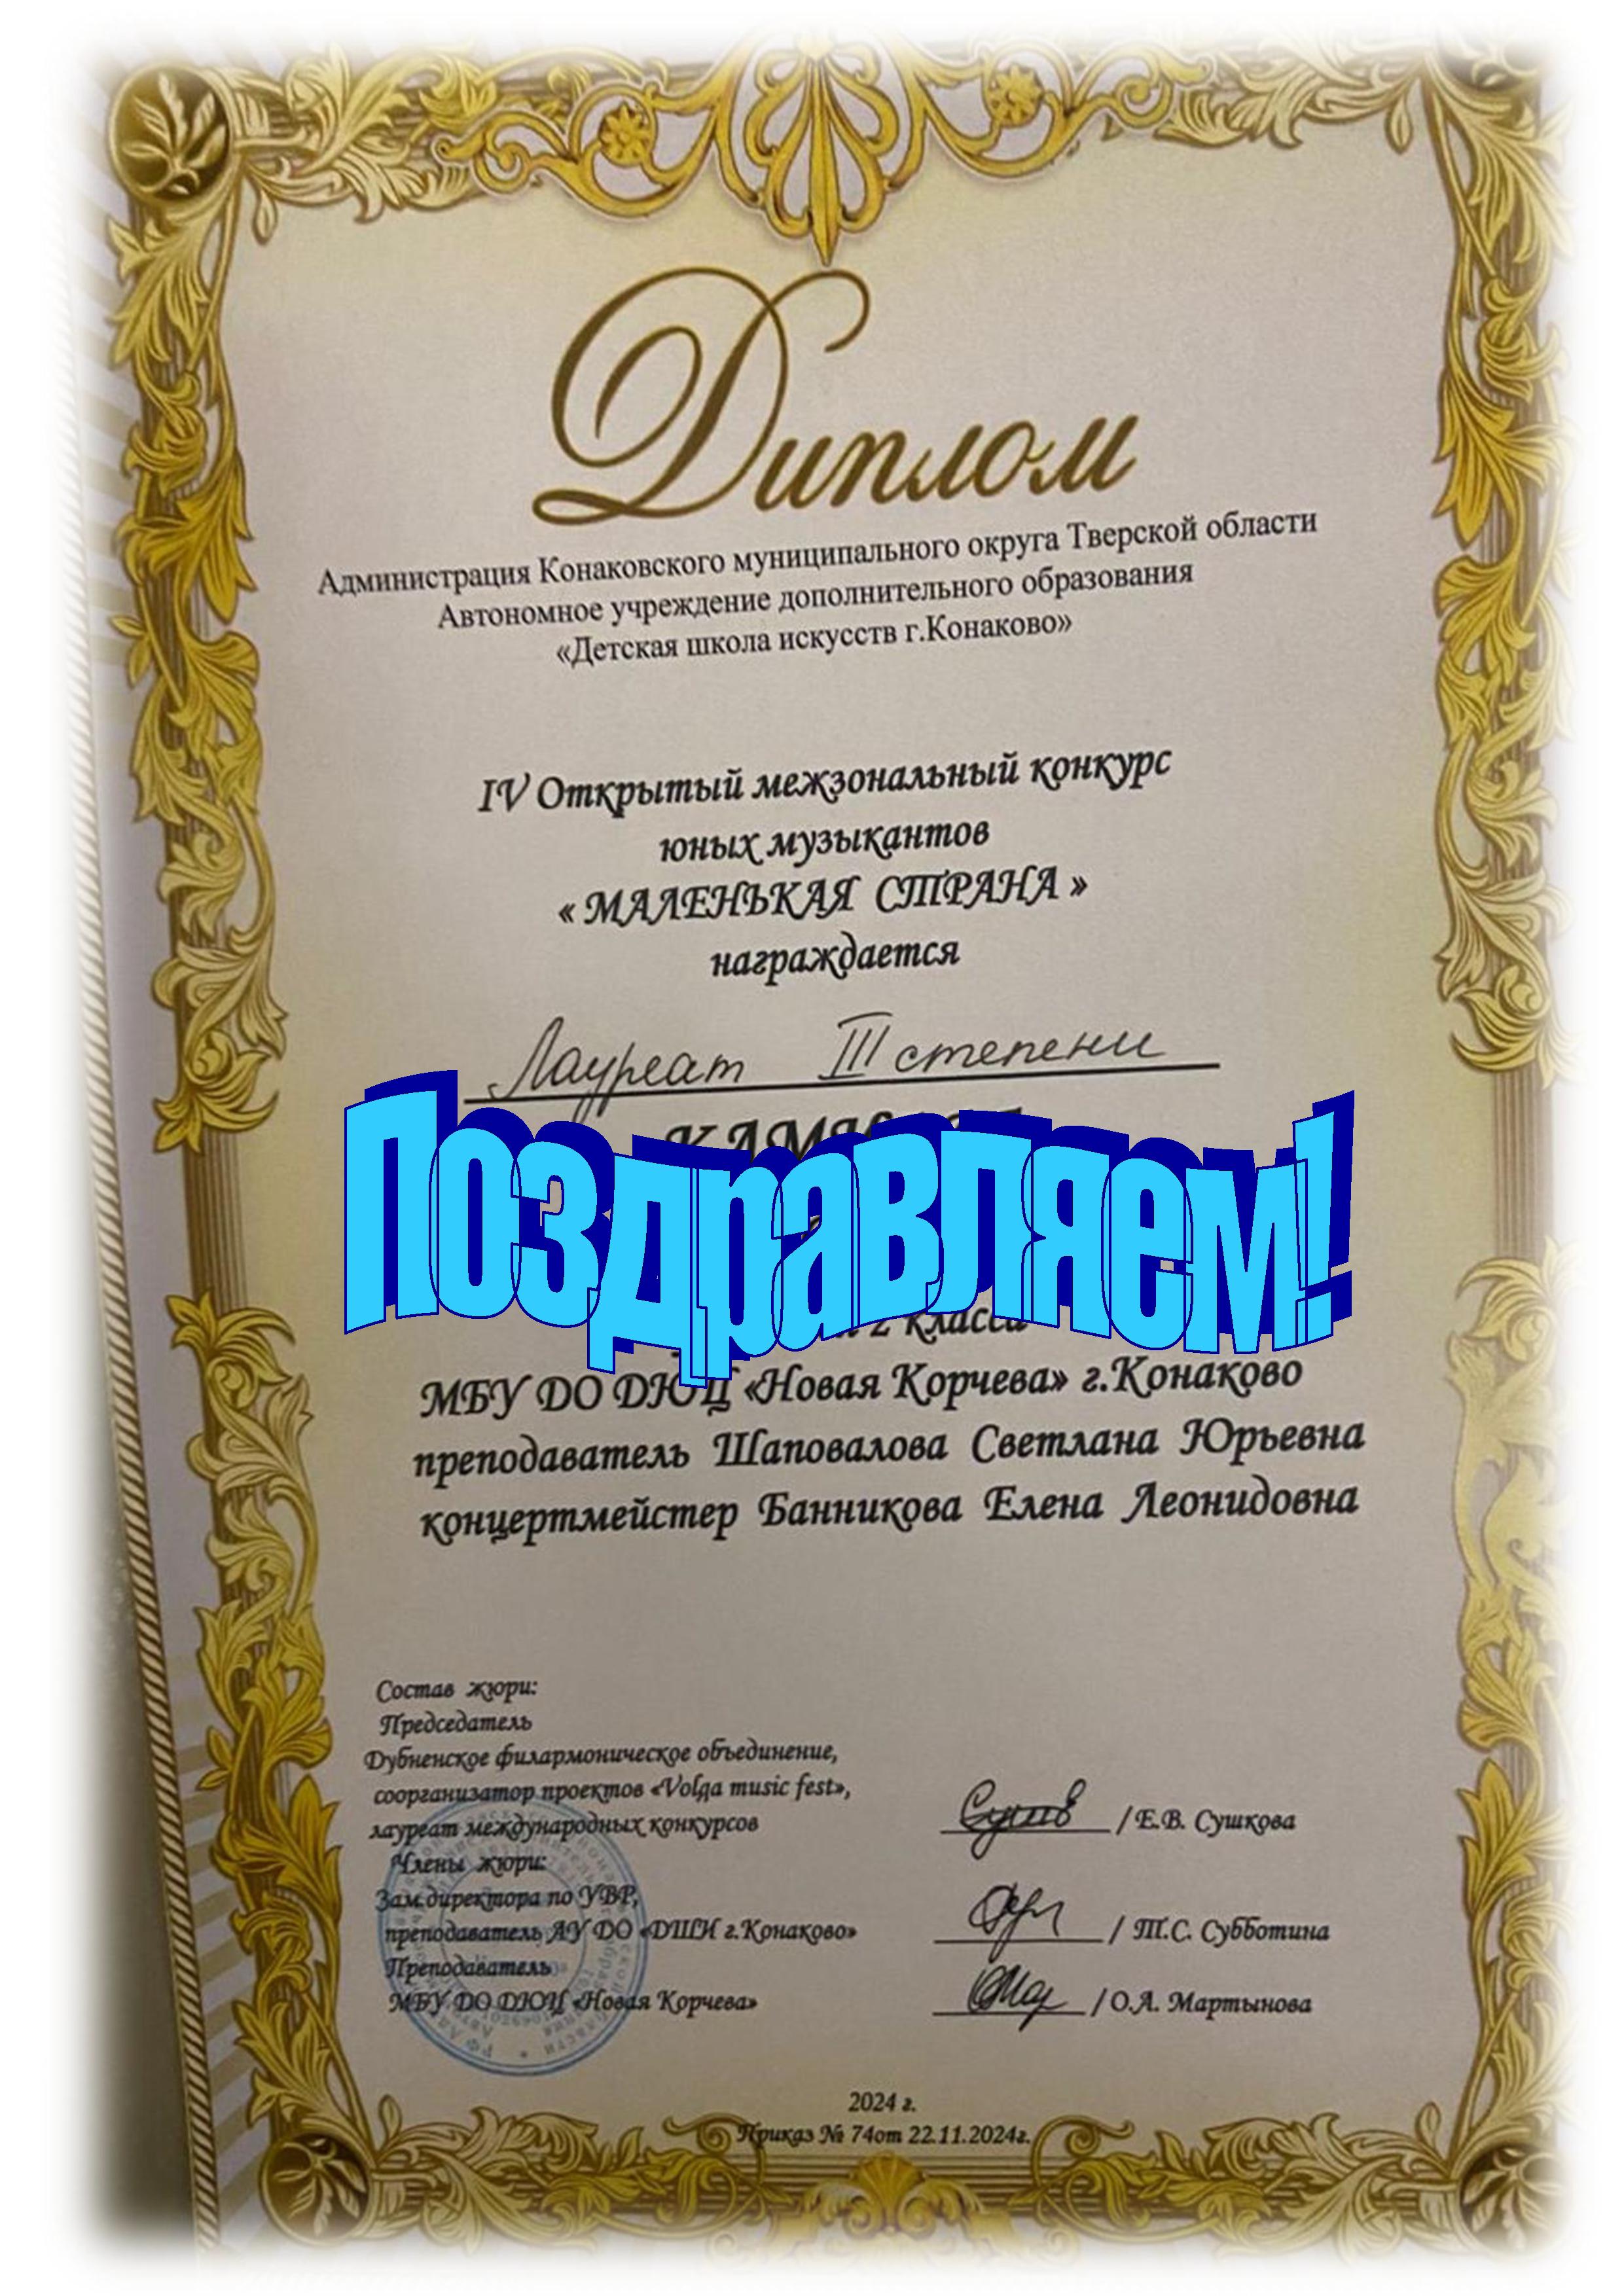 Диплом
Администрация Конаковского муниципального округа Тверской области
Автономное учреждение дополнительного образования
«Детская школа искусств г.Конаково»
IV Открытый межзональный конкурс
юных музыкантов
« МАЛЕНЬКАЯ СТРАНА »
награждается
Лауреат III степени
Поздравляем!
2 класса
МБУ ДО ДЮЦ «Новая Корчева» г.Конаково
преподаватель Шаповалова Светлана Юрьевна
концертмейстер Банникова Елена Леонидовна
Состав жюри:
Председатель
Дубненское филармоническое объединение,
соорганизатор проектов «Volga music fest»,
лауреат международных конкурсов / Е.В. Сушкова
Члены жюри:
Зам.директора по УВР,
преподаватель АУ ДО «ДШИ г.Конаково» / Т.С. Субботина
Преподаватель
МБУ ДО ДЮЦ «Новая Корчева» / О.А. Мартынова
2024 г.
Приказ № 74от 22.11.2024г.